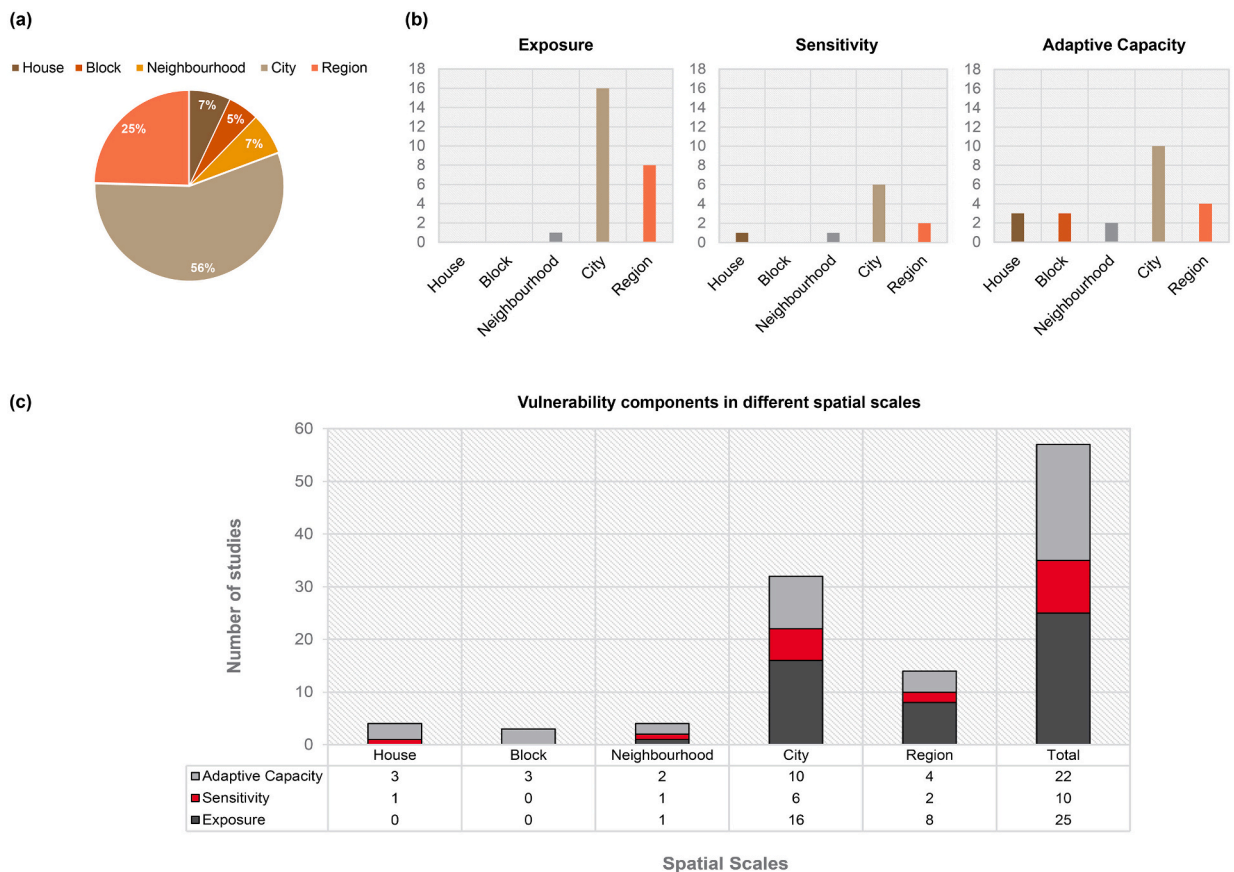 (a)
House Block Neighbourhood City Region
7%
5%
7%
25%
56%
(b)
Exposure
18
16
14
12
10
8
6
4
2
0
House Block Neighbourhood City Region
Sensitivity
18
16
14
12
10
8
6
4
2
0
House Block Neighbourhood City Region
Adaptive Capacity
18
16
14
12
10
8
6
4
2
0
House Block Neighbourhood City Region
(c)
Vulnerability components in different spatial scales
Number of studies
60
50
40
30
20
10
0
House Block Neighbourhood City Region Total
Adaptive Capacity 3 3 2 10 4 22
Sensitivity 1 0 1 6 2 10
Exposure 0 0 1 16 8 25
Spatial Scales